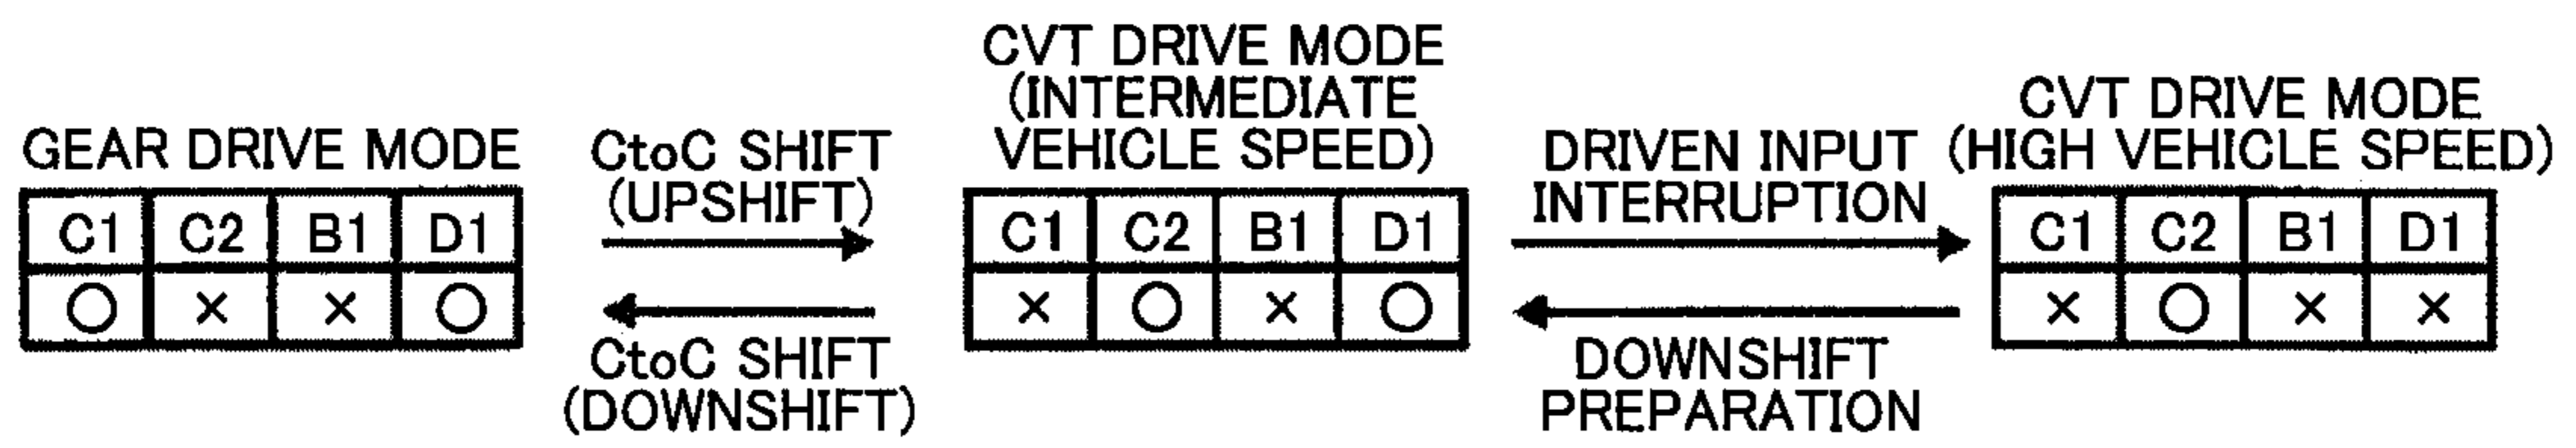 GEAR DRIVE MODE
C1 C2 B1 D1
○ × × ○
CtoC SHIFT
(UPSHIFT)
CtoC SHIFT
(DOWNSHIFT)
CVT DRIVE MODE
(INTERMEDIATE
VEHICLE SPEED)
C1 C2 B1 D1
× ○ × ○
DRIVEN INPUT
INTERRUPTION
DOWNSHIFT
PREPARATION
CVT DRIVE MODE
(HIGH VEHICLE SPEED)
C1 C2 B1 D1
× ○ × ×